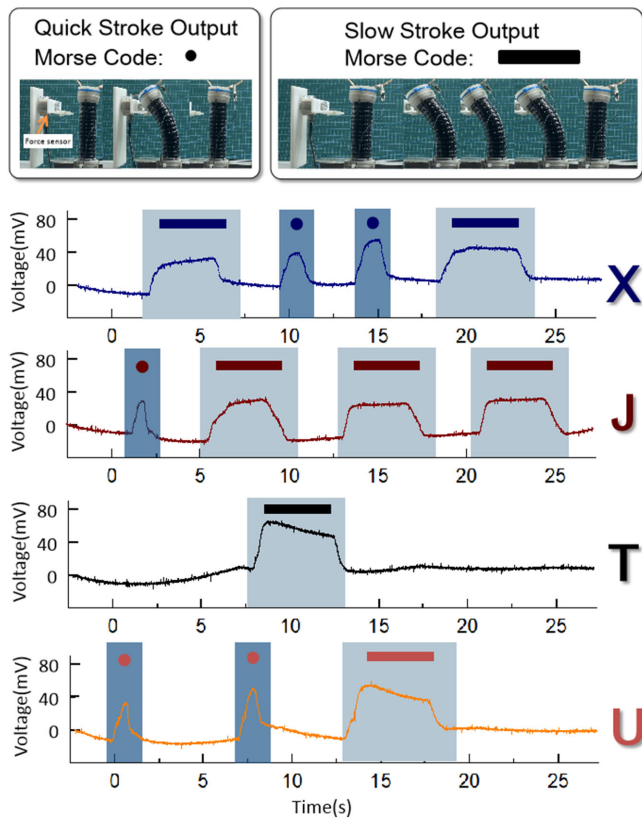 Quick Stroke Output
Morse Code:
Force sensor
Slow Stroke Output
Morse Code:
Voltage(mV)
80
40
0
0 5 10 15 20 25
X
Voltage(mV)
80
40
0
0 5 10 15 20 25
J
Voltage(mV)
80
40
0
0 5 10 15 20 25
T
Voltage(mV)
80
40
0
0 5 10 15 20 25
U
Time(s)